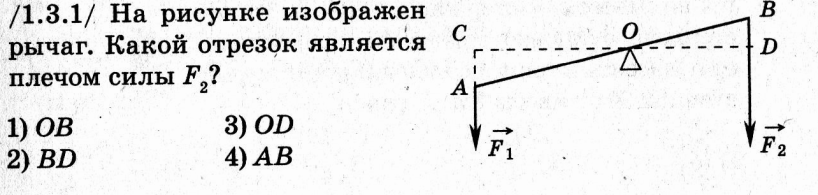 /1.3.1/ На рисунке изображен
рычаг. Какой отрезок является
плечом силы F₂?
1) OB
2) BD
3) OD
4) AB
C
O
B
D
A
F₁
F₂